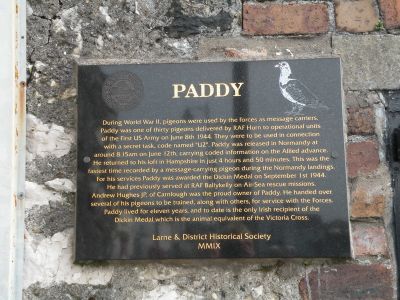 PADDY
During World War II, pigeons were used by the forces as message carriers.
Paddy was one of thirty pigeons delivered by RAF Hurn to operational units
of the First US Army on June 8th 1944. They were to be used in connection
with a secret task, code named "U2". Paddy was released in Normandy at
around 8.15am on June 12th, carrying coded information on the Allied advance.
He returned to his loft in Hampshire in just 4 hours and 50 minutes. This was the
fastest time recorded by a message-carrying pigeon during the Normandy landings.
For his services Paddy was awarded the Dickin Medal on September 1st 1944.
He had previously served at RAF Ballykelly on Air-Sea rescue missions.
Andrew Hughes JP. of Carnlough was the proud owner of Paddy. He handed over
several of his pigeons to be trained, along with others, for service with the Forces.
Paddy lived for eleven years, and to date is the only Irish recipient of the
Dickin Medal which is the animal equivalent of the Victoria Cross.
Larne & District Historical Society
MMIX